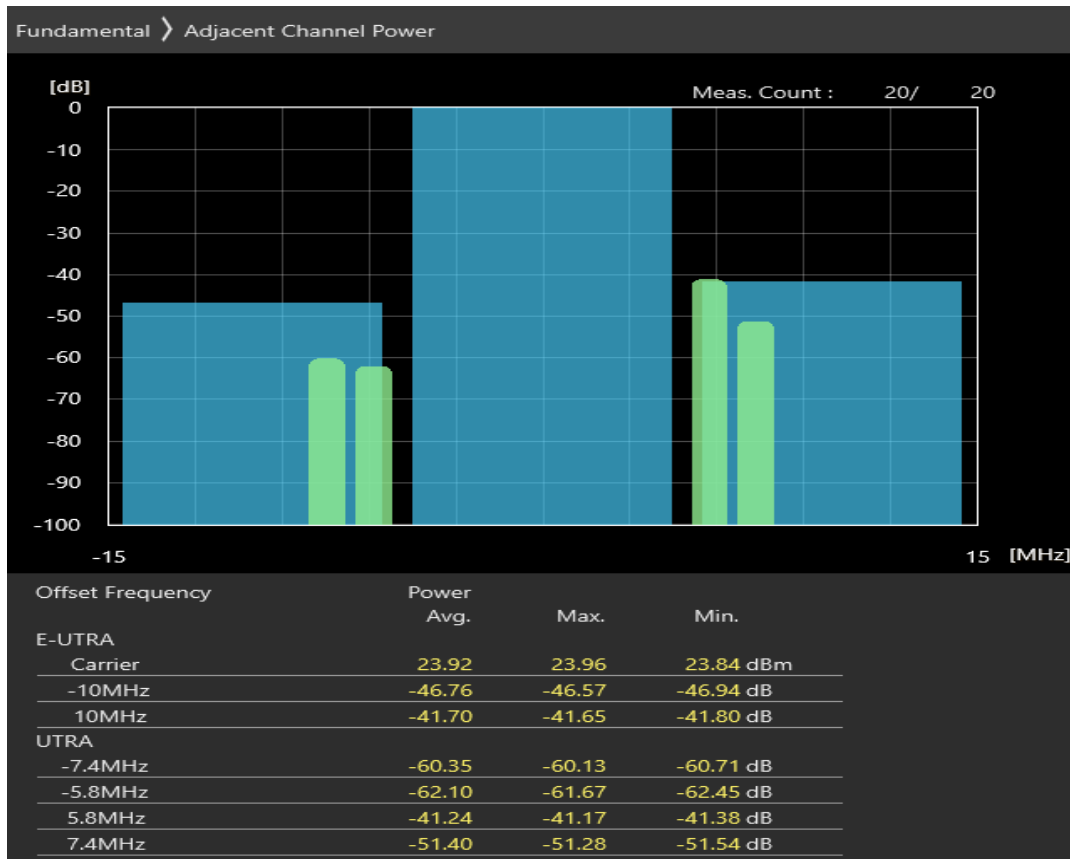 Fundamental 〉 Adjacent Channel Power
[dB]
Meas. Count : 20/ 20
0
-10
-20
-30
-40
-50
-60
-70
-80
-90
-100
-15 15 [MHz]
Offset Frequency Power
Avg. Max. Min.
E-UTRA
Carrier 23.92 23.96 23.84 dBm
-10MHz -46.76 -46.57 -46.94 dB
10MHz -41.70 -41.65 -41.80 dB
UTRA
-7.4MHz -60.35 -60.13 -60.71 dB
-5.8MHz -62.10 -61.67 -62.45 dB
5.8MHz -41.24 -41.17 -41.38 dB
7.4MHz -51.40 -51.28 -51.54 dB